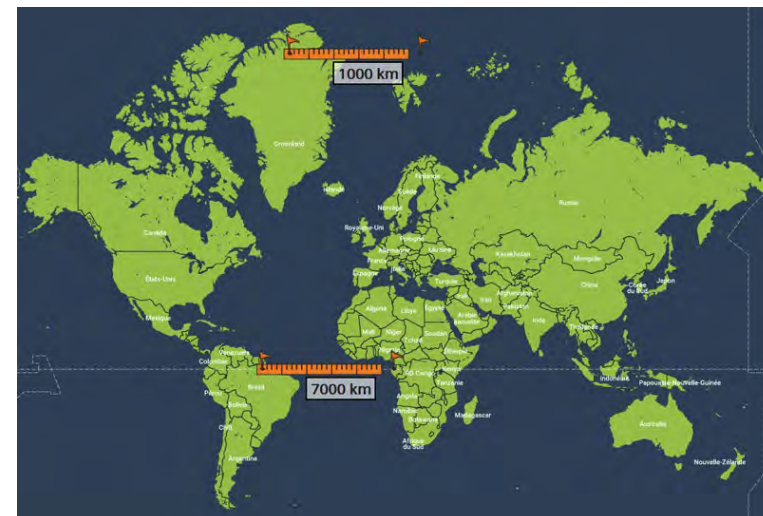 1000 km
Groenland
Islande
Finlande
Suède
Norvège
Russie
Canada
Royaume-Uni
Pologne
Allemagne
Ukraine
France
Kazakhstan
Mongolie
Espagne
Italie
Turquie
États-Unis
Chine
Corée
du Sud
Japon
Afghanistan
Irak
Iran
Pakistan
Algérie
Libye
Égypte
Arabie
saoudite
Mexique
Inde
Mali
Niger
Tchad
Soudan
Thaïlande
Nigeria
Éthiopie
Venezuela
Colombie
Kenya
RD Congo
Indonésie
Papouasie-Nouvelle-Guinée
Tanzanie
Brésil
7000 km
Pérou
Angola
Bolivie
Namibie
Madagascar
Botswana
Chili
Australie
Afrique
du Sud
Argentine
Nouvelle-Zélande